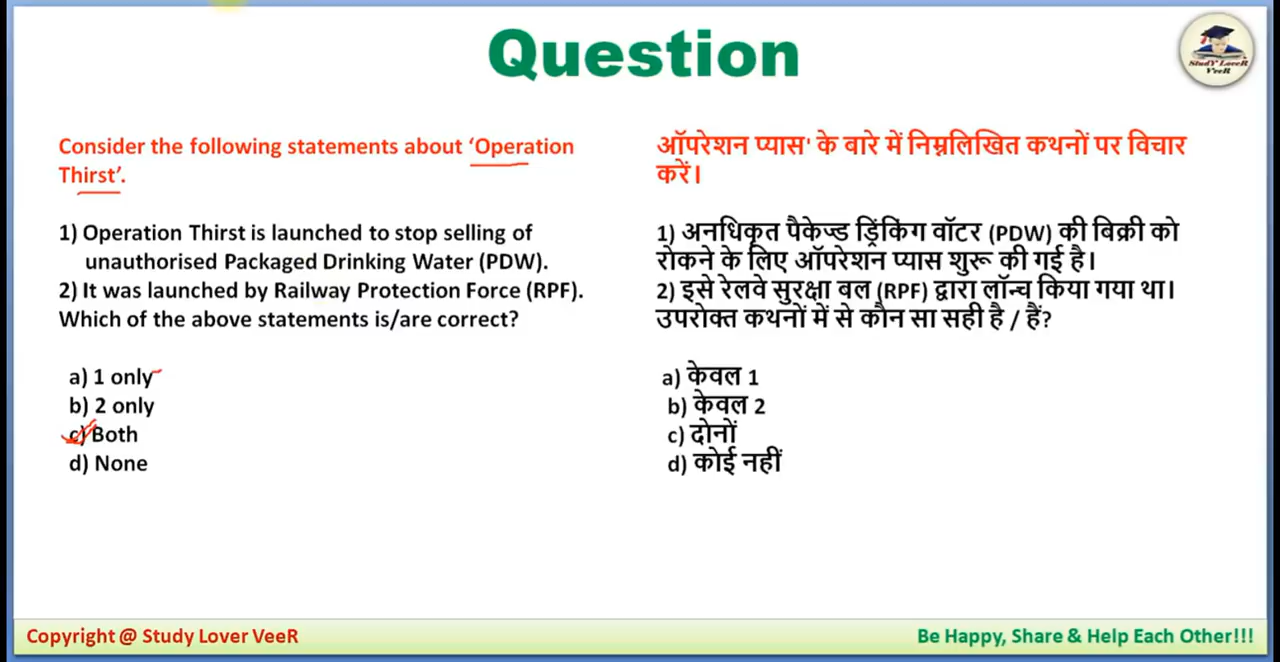 Question
StudY LoveR
VeeR
Consider the following statements about ‘Operation
Thirst’.
1) Operation Thirst is launched to stop selling of
unauthorised Packaged Drinking Water (PDW).
2) It was launched by Railway Protection Force (RPF).
Which of the above statements is/are correct?
a) 1 only
b) 2 only
c) Both
d) None
ऑपरेशन प्यास' के बारे में निम्नलिखित कथनों पर विचार
करें।
1) अनधिकृत पैकेज्ड ड्रिंकिंग वॉटर (PDW) की बिक्री को
रोकने के लिए ऑपरेशन प्यास शुरू की गई है।
2) इसे रेलवे सुरक्षा बल (RPF) द्वारा लॉन्च किया गया था।
उपरोक्त कथनों में से कौन सा सही है / हैं?
a) केवल 1
b) केवल 2
c) दोनों
d) कोई नहीं
Copyright @ Study Lover VeeR
Be Happy, Share & Help Each Other!!!